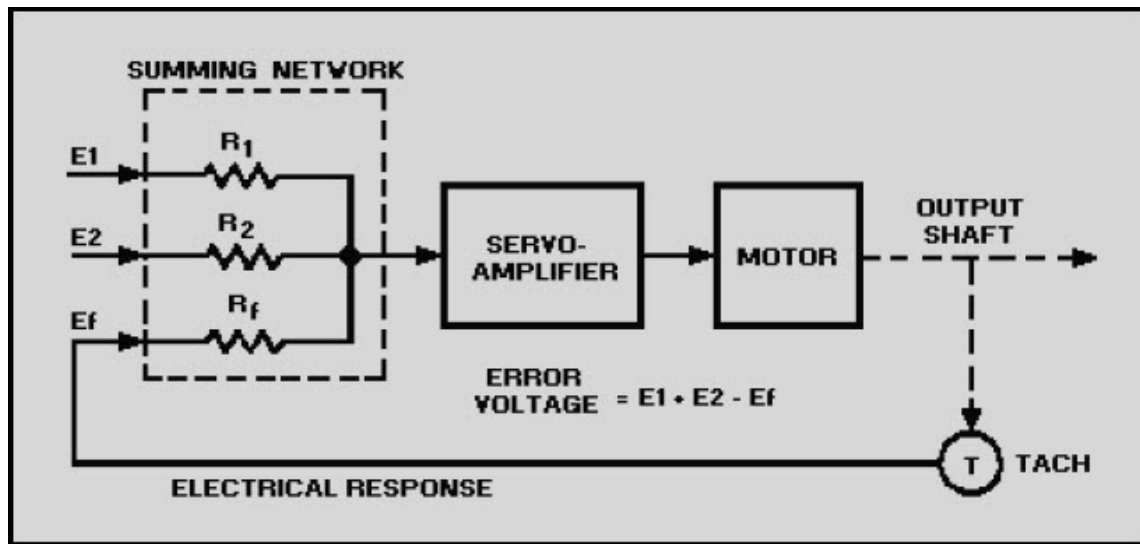 SUMMING NETWORK
E1
R1
E2
R2
Ef
Rf
SERVO-
AMPLIFIER
MOTOR
OUTPUT
SHAFT
ERROR
VOLTAGE = E1 + E2 - Ef
T
TACH
ELECTRICAL RESPONSE